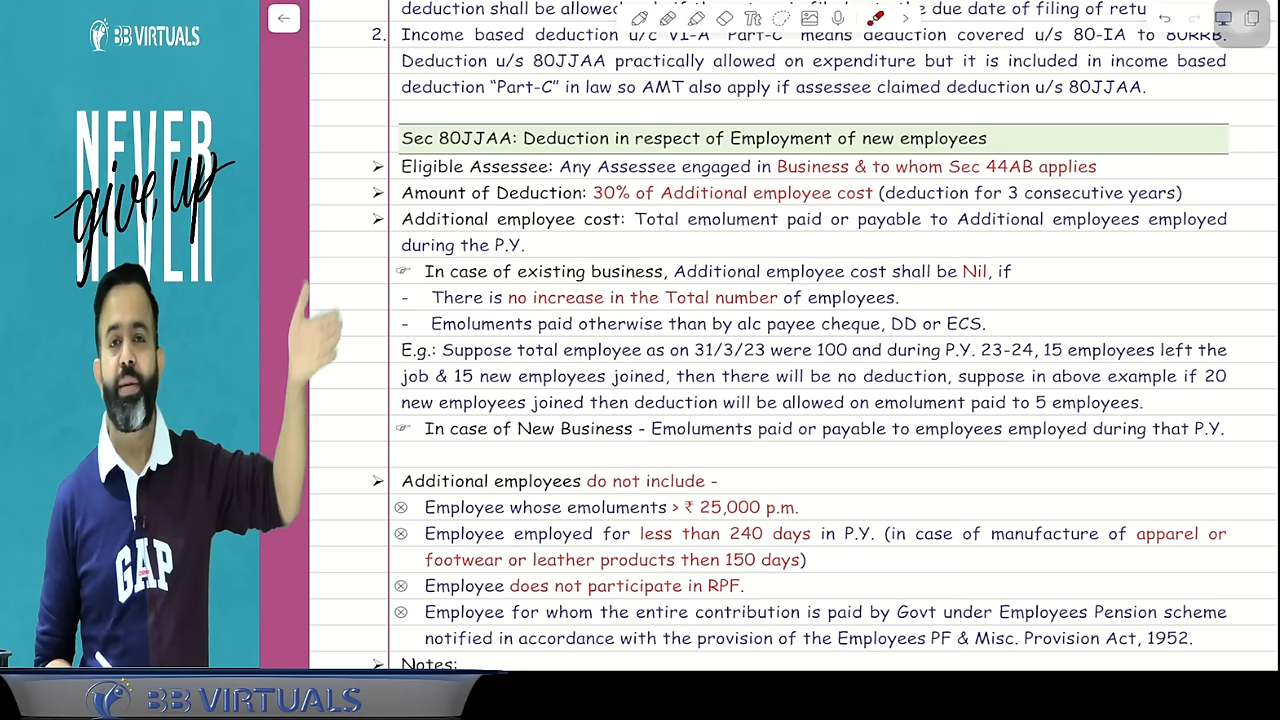 BB VIRTUALS
NEVER
give up
NEVER
GAP
deduction shall be allowed the due date of filing of retu
2. Income based deduction u/c VI-A "Part-C" means deduction covered u/s 80-IA to 80RRB.
Deduction u/s 80JJAA practically allowed on expenditure but it is included in income based
deduction “Part-C” in law so AMT also apply if assessee claimed deduction u/s 80JJAA.
Sec 80JJAA: Deduction in respect of Employment of new employees
➢ Eligible Assessee: Any Assessee engaged in Business & to whom Sec 44AB applies
➢ Amount of Deduction: 30% of Additional employee cost (deduction for 3 consecutive years)
➢ Additional employee cost: Total emolument paid or payable to Additional employees employed
during the P.Y.
☞ In case of existing business, Additional employee cost shall be Nil, if
- There is no increase in the Total number of employees.
- Emoluments paid otherwise than by alc payee cheque, DD or ECS.
E.g.: Suppose total employee as on 31/3/23 were 100 and during P.Y. 23-24, 15 employees left the
job & 15 new employees joined, then there will be no deduction, suppose in above example if 20
new employees joined then deduction will be allowed on emolument paid to 5 employees.
☞ In case of New Business - Emoluments paid or payable to employees employed during that P.Y.
➢ Additional employees do not include -
⊗ Employee whose emoluments > ₹ 25,000 p.m.
⊗ Employee employed for less than 240 days in P.Y. (in case of manufacture of apparel or
footwear or leather products then 150 days)
⊗ Employee does not participate in RPF.
⊗ Employee for whom the entire contribution is paid by Govt under Employees Pension scheme
notified in accordance with the provision of the Employees PF & Misc. Provision Act, 1952.
➢ Notes:
BB VIRTUALS